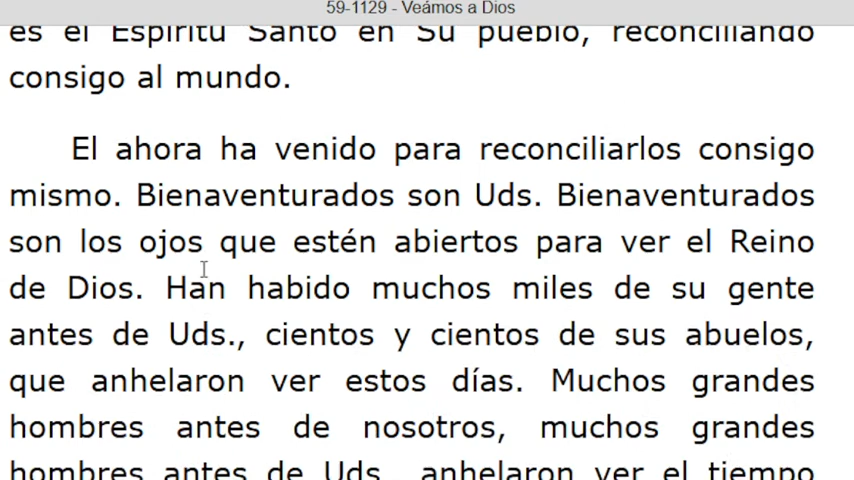 59-1129 - Veámos a Dios
es el Espíritu Santo en Su pueblo, reconciliando
consigo al mundo.
El ahora ha venido para reconciliarlos consigo
mismo. Bienaventurados son Uds. Bienaventurados
son los ojos que estén abiertos para ver el Reino
de Dios. Han habido muchos miles de su gente
antes de Uds., cientos y cientos de sus abuelos,
que anhelaron ver estos días. Muchos grandes
hombres antes de nosotros, muchos grandes
hombres antes de Uds. anhelaron ver el tiempo